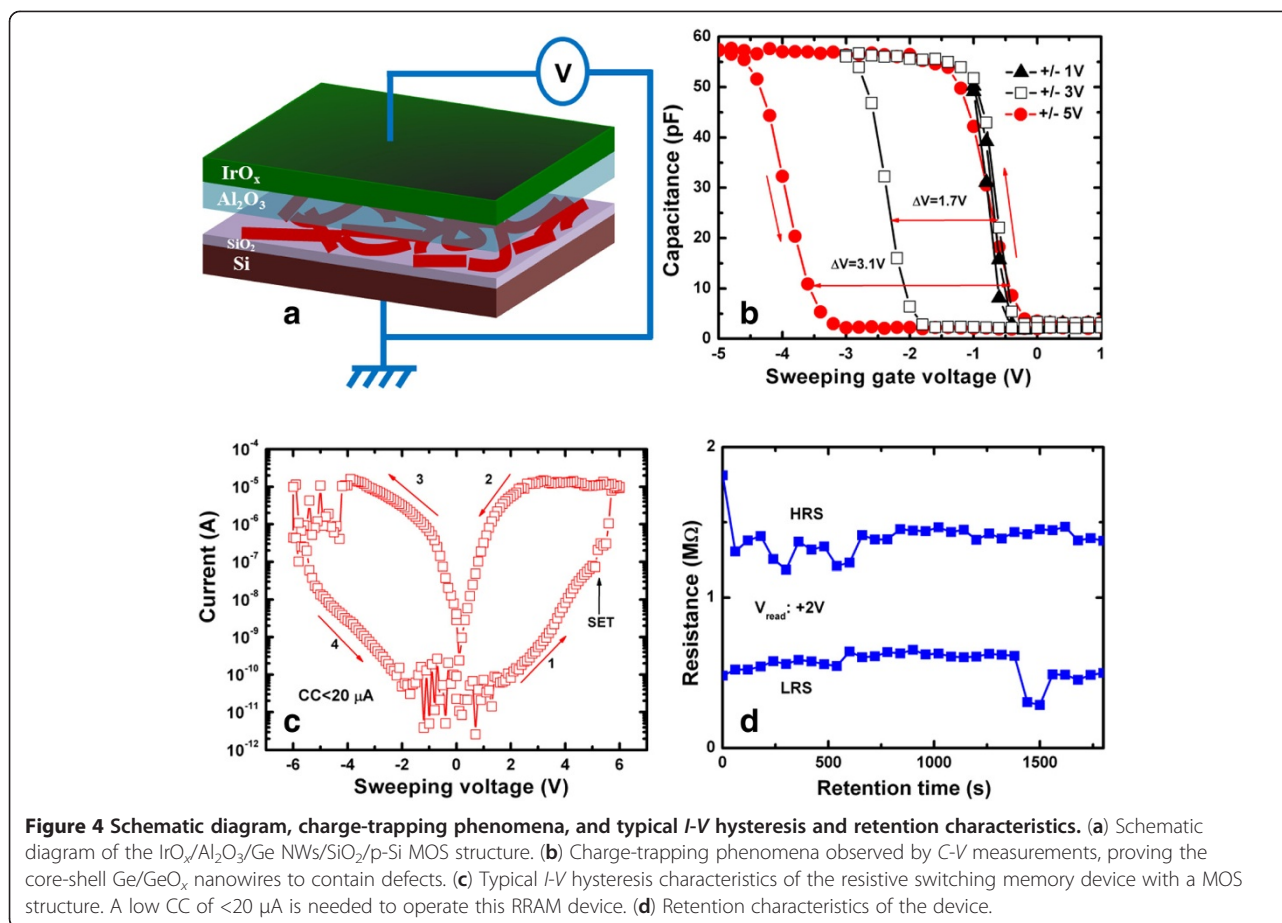 V
IrOₓ
Al₂O₃
SiO₂
Si
a
60
50
40
30
20
10
0
Capacitance (pF)
+/- 1V
+/- 3V
+/- 5V
ΔV=1.7V
ΔV=3.1V
b
-5 -4 -3 -2 -1 0 1
Sweeping gate voltage (V)
10⁻⁴
10⁻⁵
10⁻⁶
10⁻⁷
10⁻⁸
10⁻⁹
10⁻¹⁰
10⁻¹¹
10⁻¹²
Current (A)
3
2
4
1
SET
CC<20 μA
c
-6 -4 -2 0 2 4 6
Sweeping voltage (V)
2
1
0
Resistance (MΩ)
HRS
V_read: +2V
LRS
d
0 500 1000 1500
Retention time (s)
Figure 4 Schematic diagram, charge-trapping phenomena, and typical I-V hysteresis and retention characteristics. (a) Schematic
diagram of the IrOₓ/Al₂O₃/Ge NWs/SiO₂/p-Si MOS structure. (b) Charge-trapping phenomena observed by C-V measurements, proving the
core-shell Ge/GeOₓ nanowires to contain defects. (c) Typical I-V hysteresis characteristics of the resistive switching memory device with a MOS
structure. A low CC of <20 μA is needed to operate this RRAM device. (d) Retention characteristics of the device.